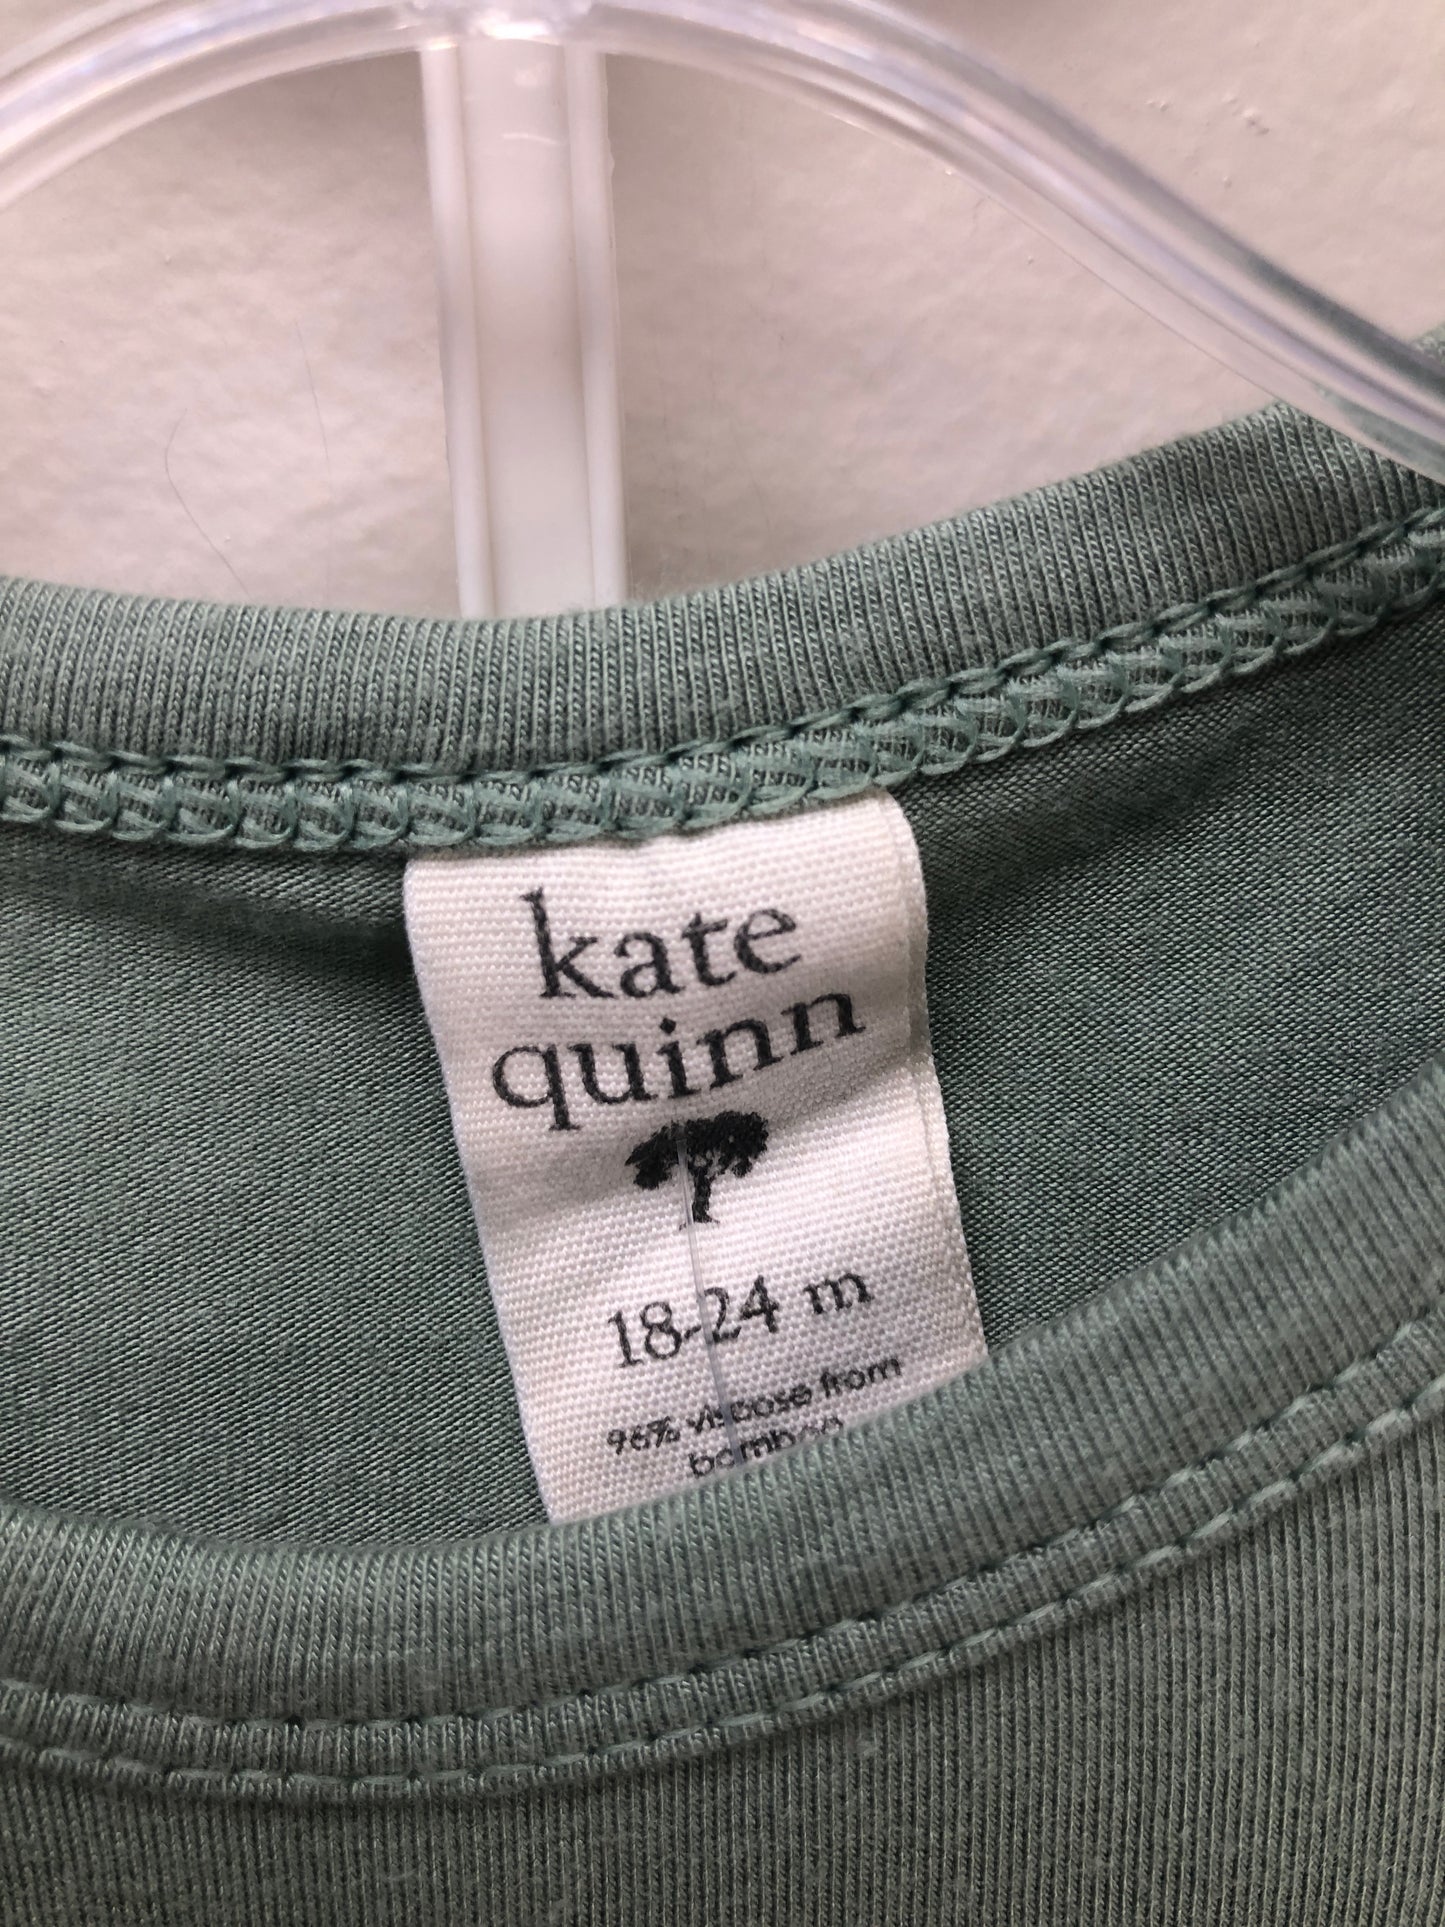 kate
quinn
18-24 m
96% viscose from
bamboo